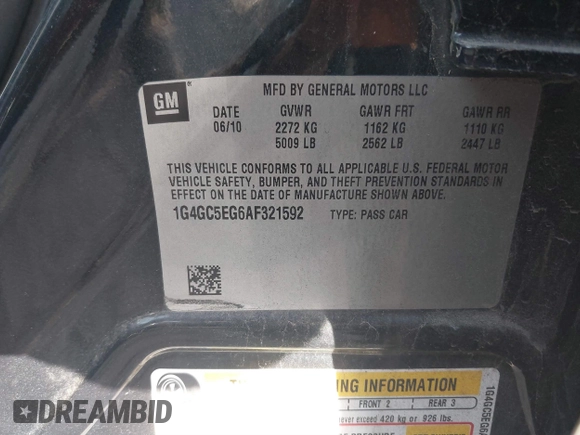 GM
MFD BY GENERAL MOTORS LLC
DATE GVWR GAWR FRT GAWR RR
06/10 2272 KG 1162 KG 1110 KG
5009 LB 2562 LB 2447 LB
THIS VEHICLE CONFORMS TO ALL APPLICABLE U.S. FEDERAL MOTOR
VEHICLE SAFETY, BUMPER, AND THEFT PREVENTION STANDARDS IN
EFFECT ON THE DATE OF MANUFACTURE SHOWN ABOVE.
1G4GC5EG6AF321592 TYPE: PASS CAR
ING INFORMATION
FRONT 2 REAR 3
never exceed 420 kg or 926 lbs.
PRESSURE
1G4GC5EG6A
DREAMBID